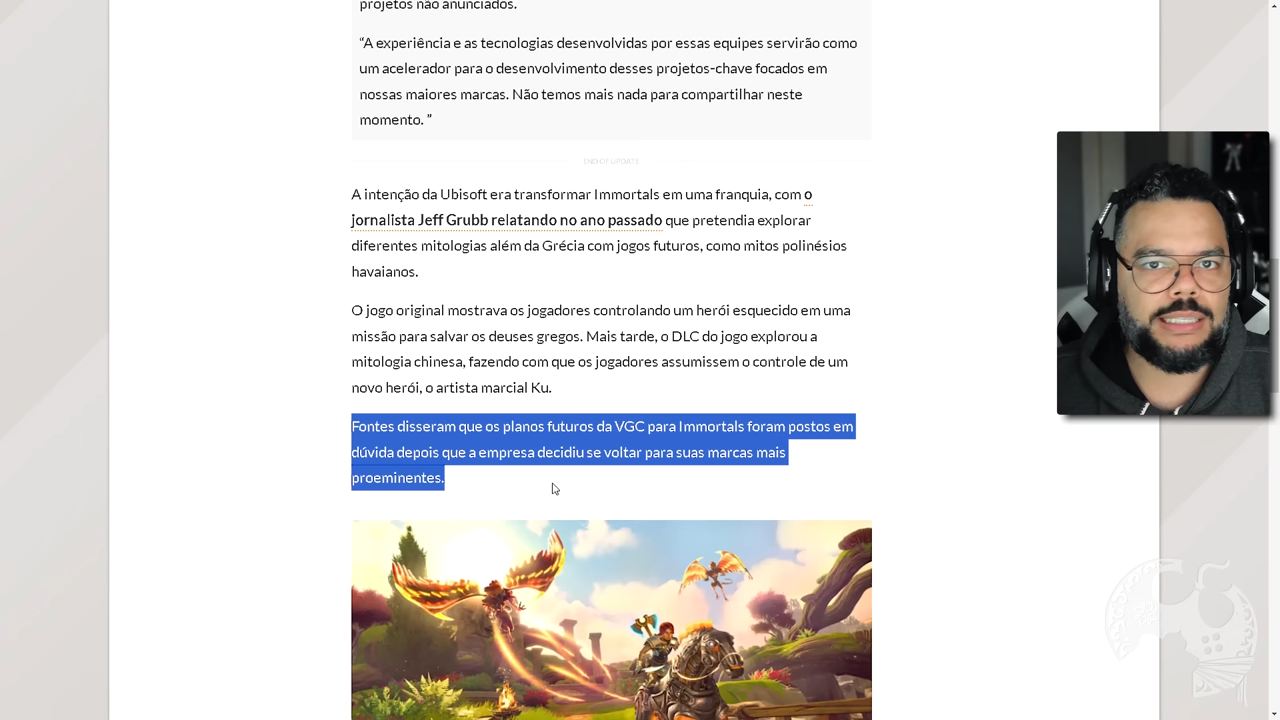 projetos não anunciados.
“A experiência e as tecnologias desenvolvidas por essas equipes servirão como
um acelerador para o desenvolvimento desses projetos-chave focados em
nossas maiores marcas. Não temos mais nada para compartilhar neste
momento. ”
END OF UPDATE
A intenção da Ubisoft era transformar Immortals em uma franquia, com o
jornalista Jeff Grubb relatando no ano passado que pretendia explorar
diferentes mitologias além da Grécia com jogos futuros, como mitos polinésios
havaianos.
O jogo original mostrava os jogadores controlando um herói esquecido em uma
missão para salvar os deuses gregos. Mais tarde, o DLC do jogo explorou a
mitologia chinesa, fazendo com que os jogadores assumissem o controle de um
novo herói, o artista marcial Ku.
Fontes disseram que os planos futuros da VGC para Immortals foram postos em
dúvida depois que a empresa decidiu se voltar para suas marcas mais
proeminentes.